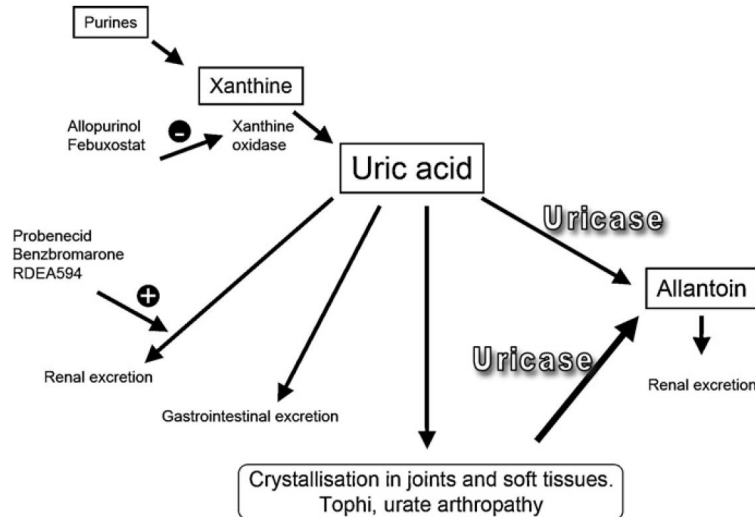 Purines
Xanthine
Allopurinol
Febuxostat
-
Xanthine
oxidase
Uric acid
Uricase
Probenecid
Benzbromarone
RDEA594
+
Allantoin
Uricase
Renal excretion
Renal excretion
Gastrointestinal excretion
Crystallisation in joints and soft tissues.
Tophi, urate arthropathy